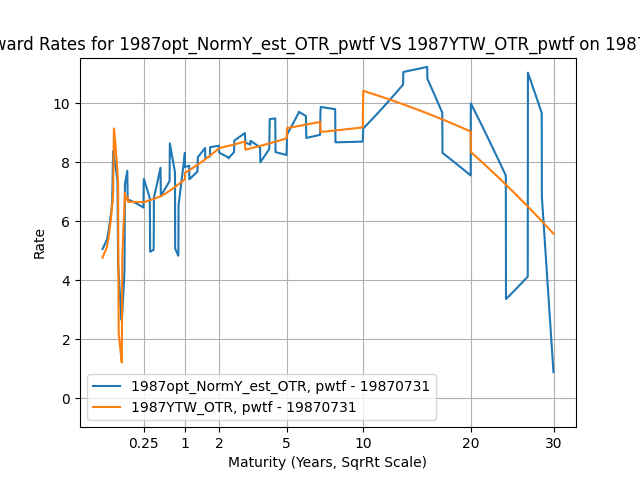 ward Rates for 1987opt_NormY_est_OTR_pwtf VS 1987YTW_OTR_pwtf on 1987
Rate
10
8
6
4
2
0
1987opt_NormY_est_OTR, pwtf - 19870731
1987YTW_OTR, pwtf - 19870731
0.25 1 2 5 10 20 30
Maturity (Years, SqrRt Scale)